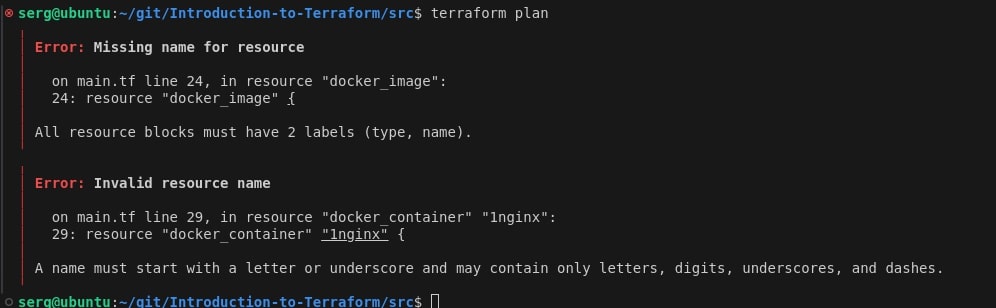 serg@ubuntu:~/git/Introduction-to-Terraform/src$ terraform plan
Error: Missing name for resource
on main.tf line 24, in resource "docker_image":
24: resource "docker_image" {
All resource blocks must have 2 labels (type, name).
Error: Invalid resource name
on main.tf line 29, in resource "docker_container" "1nginx":
29: resource "docker_container" "1nginx" {
A name must start with a letter or underscore and may contain only letters, digits, underscores, and dashes.
serg@ubuntu:~/git/Introduction-to-Terraform/src$